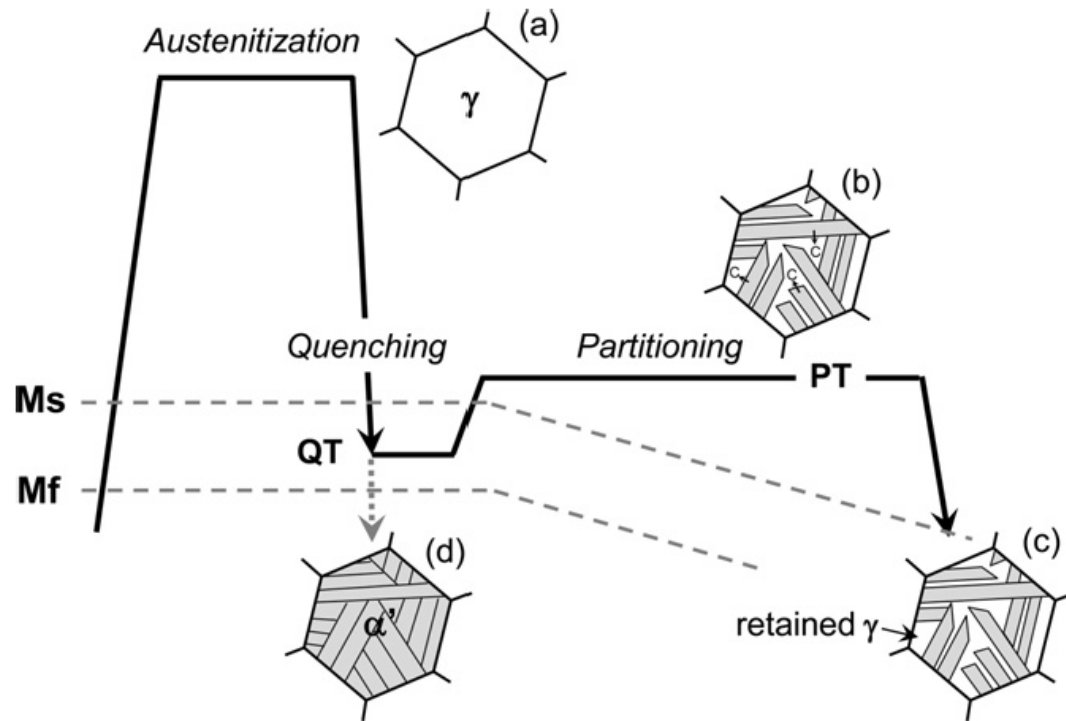 Austenitization
(a)
γ
(b)
C
C
C
Quenching
Partitioning
PT
Ms
QT
Mf
(d)
(c)
α’
retained γ